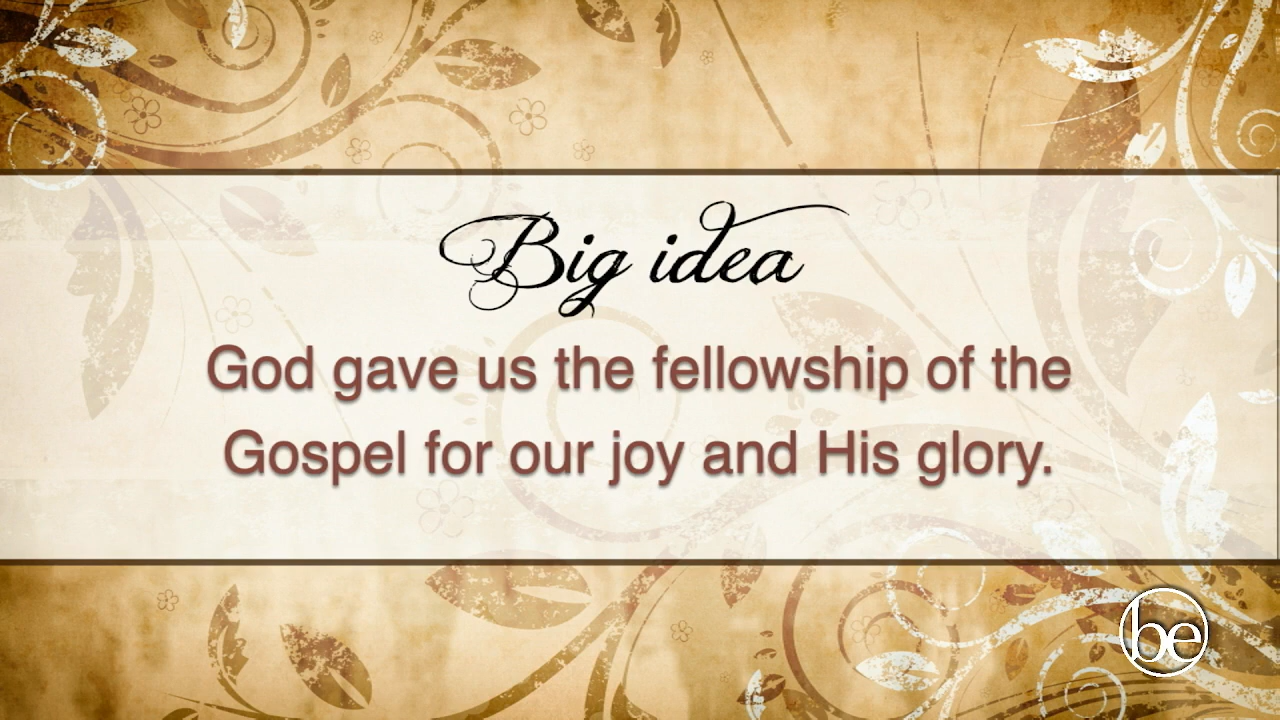 Big idea
God gave us the fellowship of the
Gospel for our joy and His glory.
be